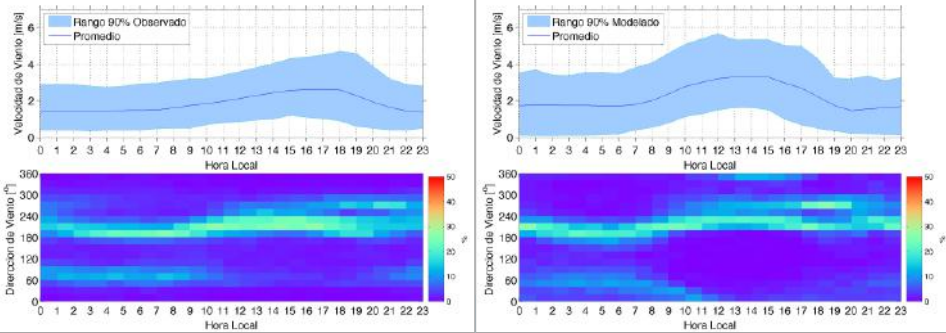 Rango 90% Observado
Promedio
Velocidad de Viento [m/s]
6
4
2
0
0 1 2 3 4 5 6 7 8 9 10 11 12 13 14 15 16 17 18 19 20 21 22 23
Hora Local
Rango 90% Modelado
Promedio
Velocidad de Viento [m/s]
6
4
2
0
0 1 2 3 4 5 6 7 8 9 10 11 12 13 14 15 16 17 18 19 20 21 22 23
Hora Local
Direccion de Viento [°]
360
300
240
180
120
60
0
0 1 2 3 4 5 6 7 8 9 10 11 12 13 14 15 16 17 18 19 20 21 22 23
Hora Local
50
40
30
20
10
0
%
Direccion de Viento [°]
360
300
240
180
120
60
0
0 1 2 3 4 5 6 7 8 9 10 11 12 13 14 15 16 17 18 19 20 21 22 23
Hora Local
50
40
30
20
10
0
%